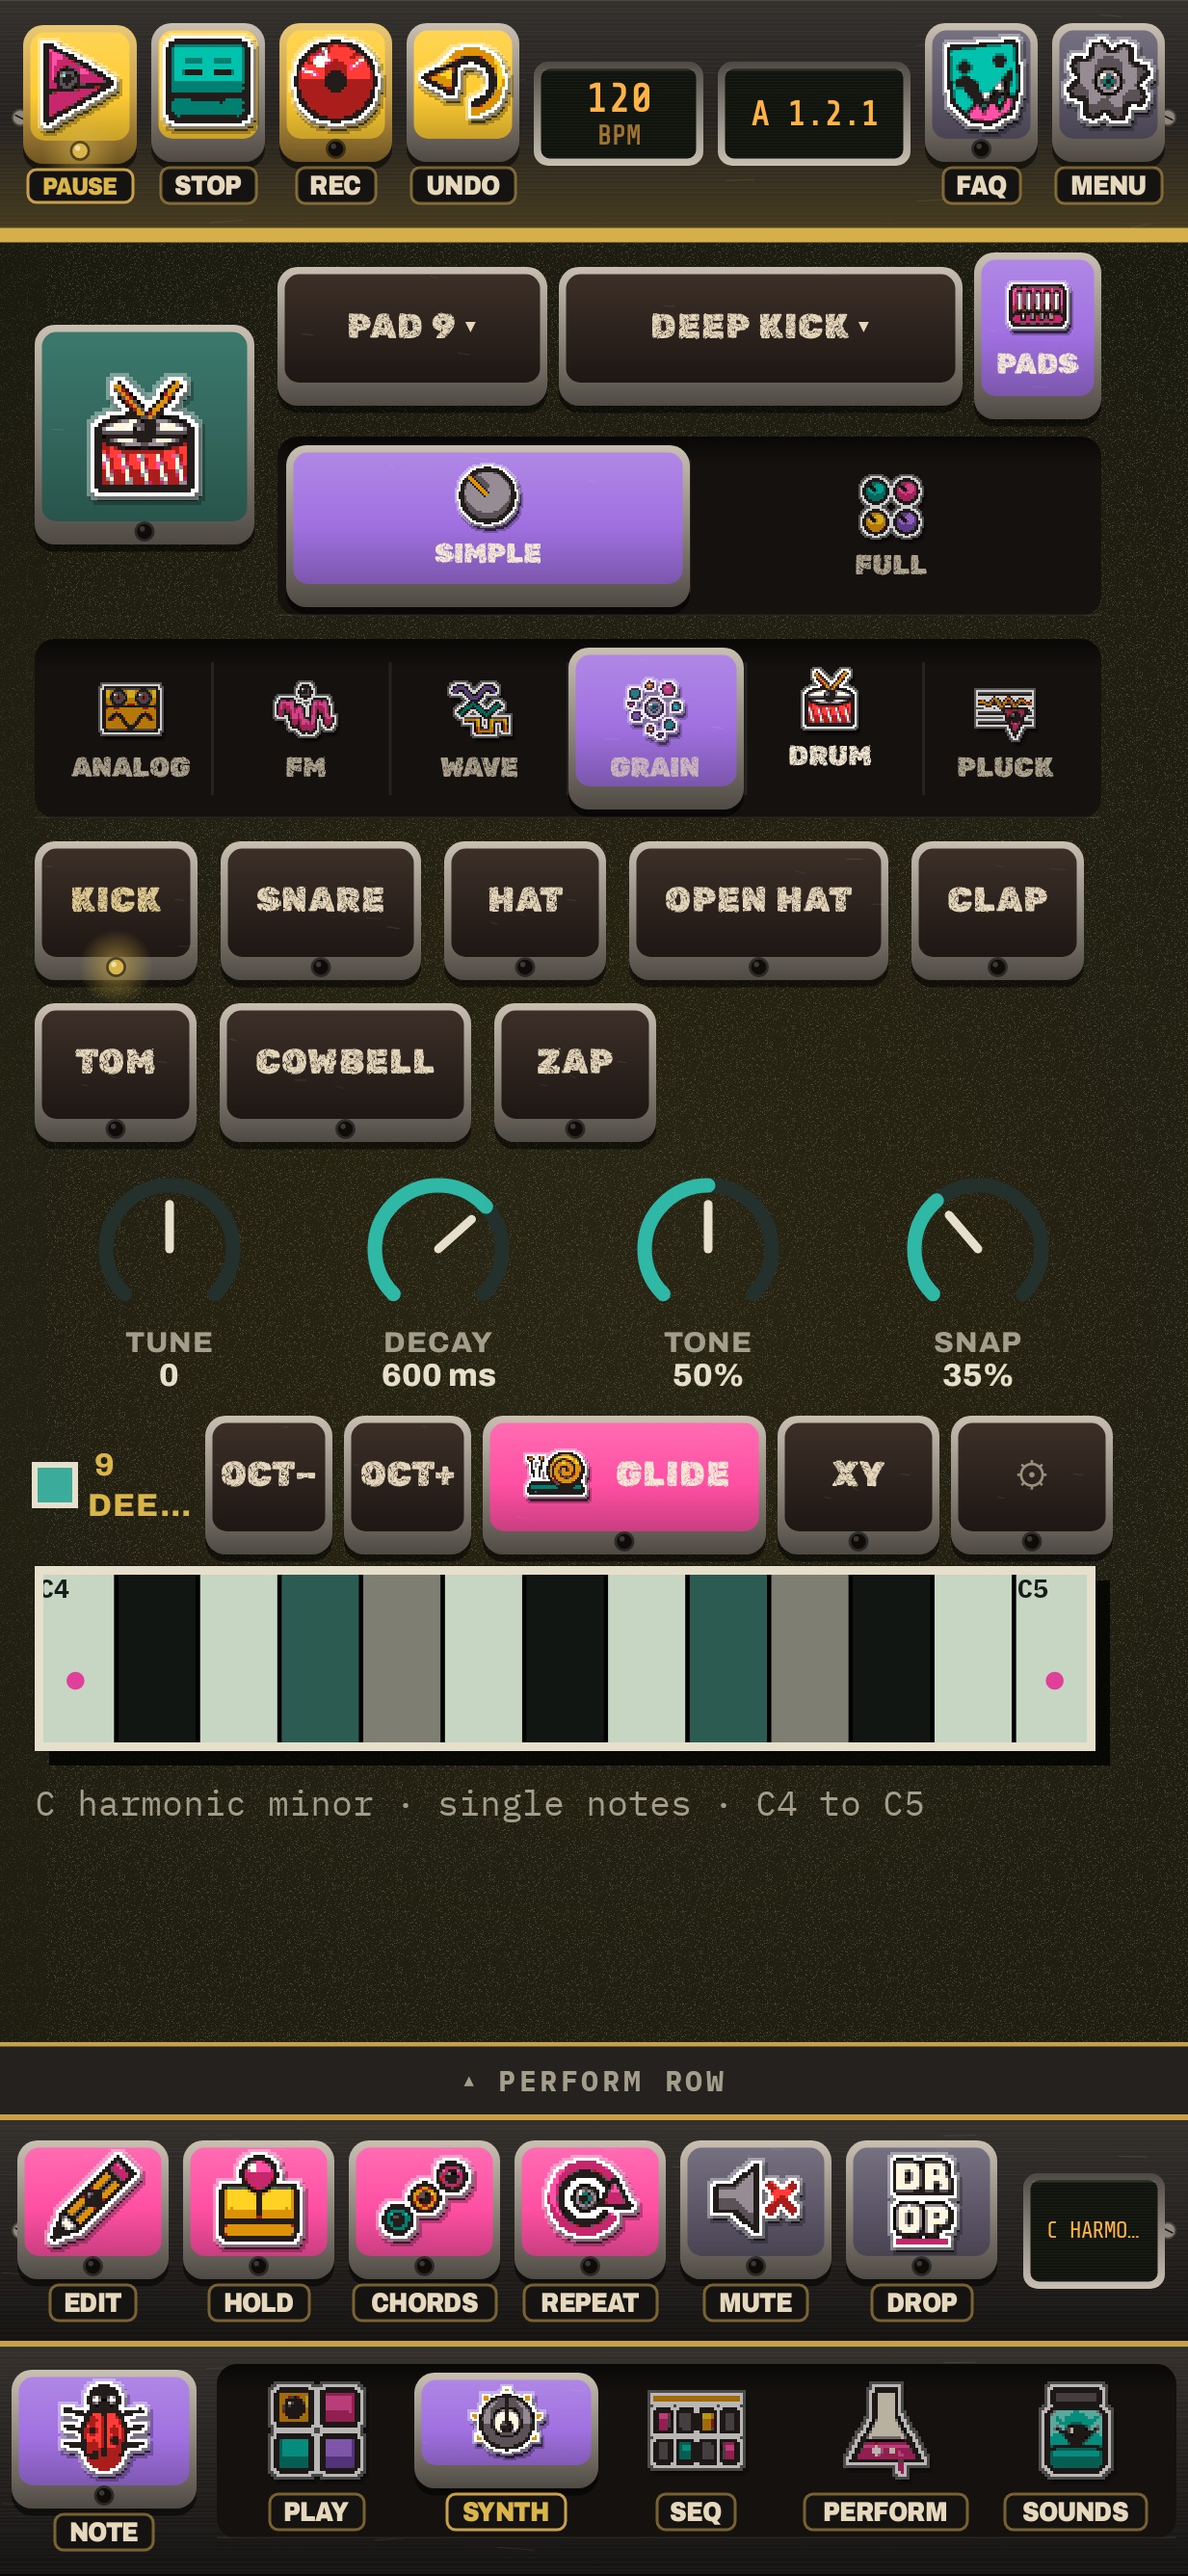 PAUSE
STOP
REC
UNDO
120
BPM
A 1.2.1
FAQ
MENU
PAD 9 ▾
DEEP KICK ▾
PADS
SIMPLE
FULL
ANALOG
FM
WAVE
GRAIN
DRUM
PLUCK
KICK
SNARE
HAT
OPEN HAT
CLAP
TOM
COWBELL
ZAP
TUNE
0
DECAY
600 ms
TONE
50%
SNAP
35%
9
DEE...
OCT-
OCT+
GLIDE
XY
C4
C5
C harmonic minor · single notes · C4 to C5
▴ PERFORM ROW
DR
OP
EDIT
HOLD
CHORDS
REPEAT
MUTE
DROP
C HARMO...
NOTE
PLAY
SYNTH
SEQ
PERFORM
SOUNDS